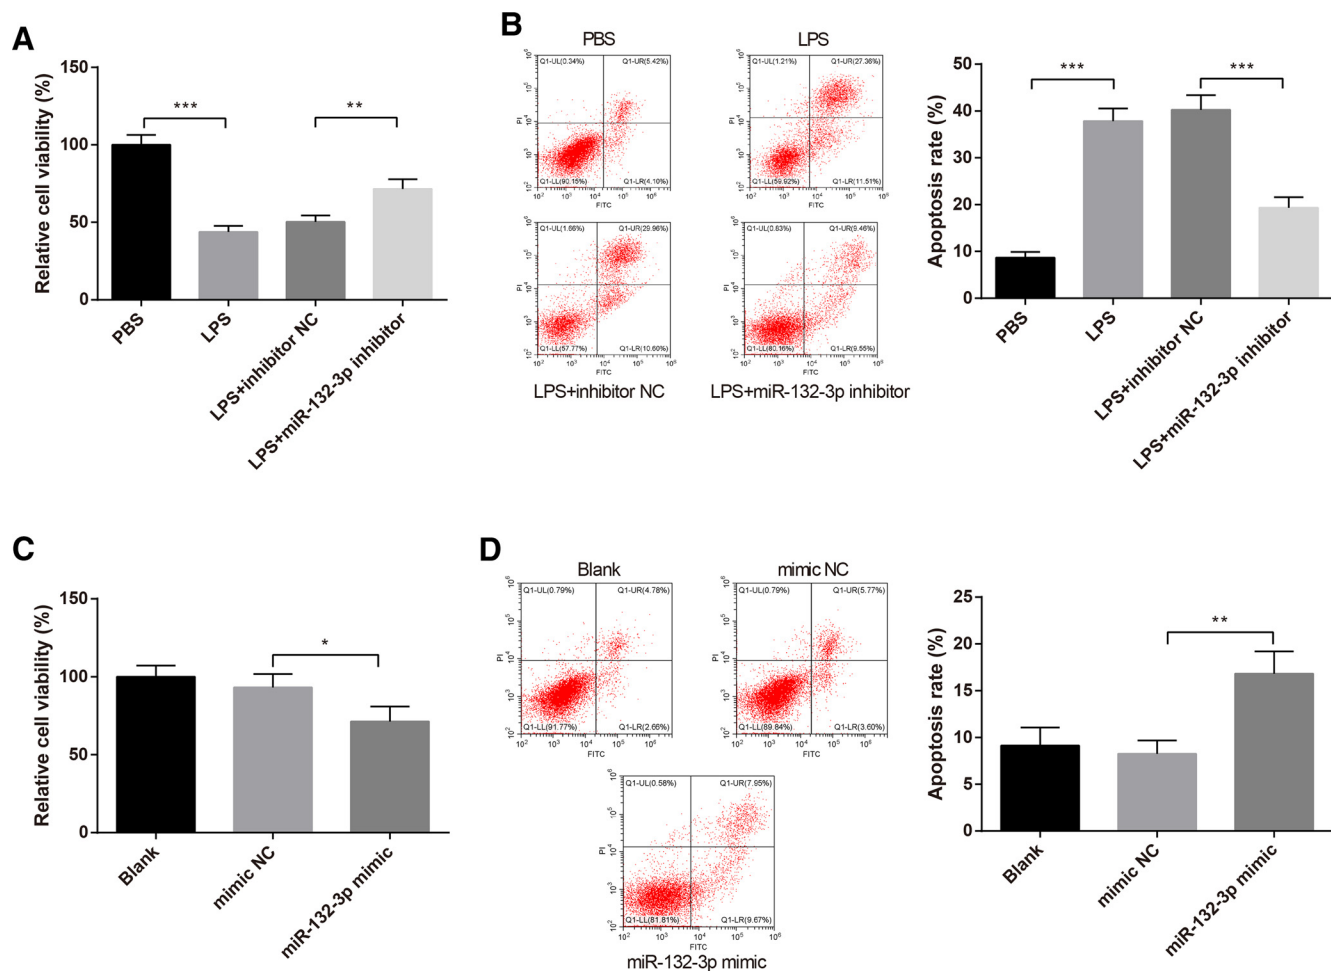 A
Relative cell viability (%)
150
100
50
0
***
**
PBS
LPS
LPS+inhibitor NC
LPS+miR-132-3p inhibitor
B
PBS
Q1-UL(0.34%) Q1-UR(5.42%)
Q1-LL(90.15%) Q1-LR(4.10%)
PI
FITC
LPS
Q1-UL(1.21%) Q1-UR(27.36%)
Q1-LL(59.92%) Q1-LR(11.51%)
PI
FITC
Q1-UL(1.66%) Q1-UR(29.96%)
Q1-LL(57.77%) Q1-LR(10.60%)
PI
FITC
LPS+inhibitor NC
Q1-UL(0.83%) Q1-UR(9.46%)
Q1-LL(80.16%) Q1-LR(9.55%)
PI
FITC
LPS+miR-132-3p inhibitor
Apoptosis rate (%)
50
40
30
20
10
0
***
***
PBS
LPS
LPS+inhibitor NC
LPS+miR-132-3p inhibitor
C
Relative cell viability (%)
150
100
50
0
*
Blank
mimic NC
miR-132-3p mimic
D
Blank
Q1-UL(0.79%) Q1-UR(4.78%)
Q1-LL(91.77%) Q1-LR(2.66%)
PI
FITC
mimic NC
Q1-UL(0.79%) Q1-UR(5.77%)
Q1-LL(89.84%) Q1-LR(3.60%)
PI
FITC
Q1-UL(0.58%) Q1-UR(7.95%)
Q1-LL(81.81%) Q1-LR(9.67%)
PI
FITC
miR-132-3p mimic
Apoptosis rate (%)
25
20
15
10
5
0
**
Blank
mimic NC
miR-132-3p mimic